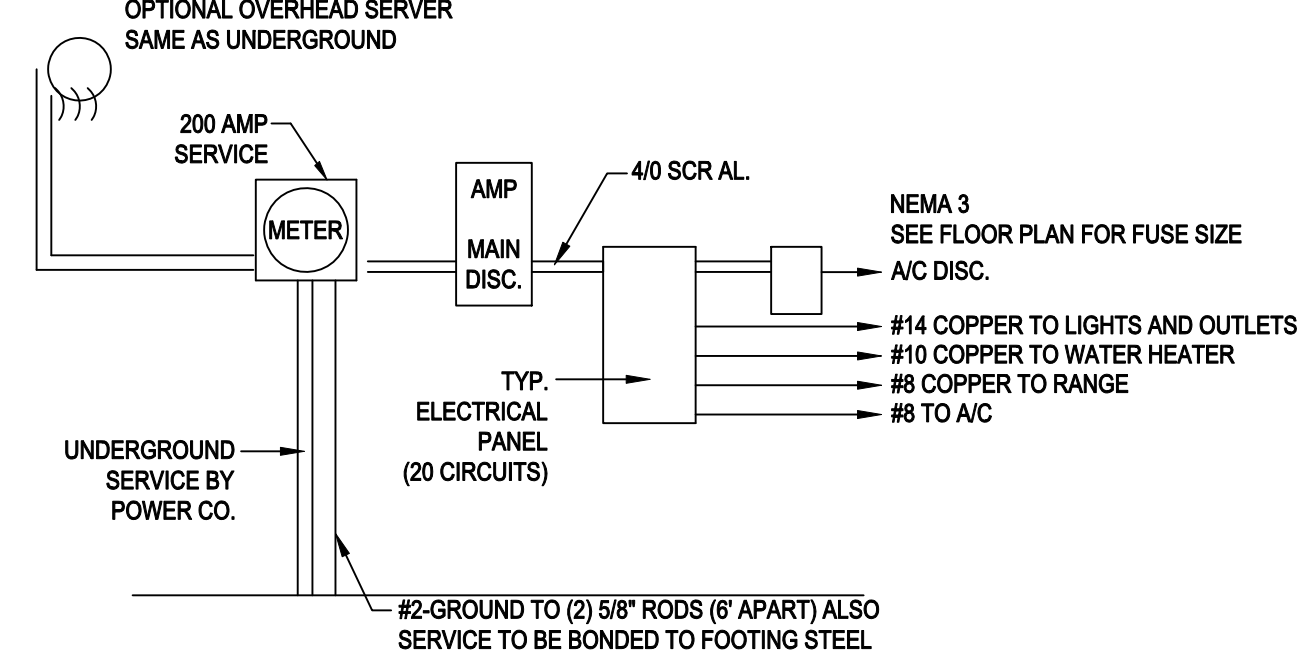 OPTIONAL OVERHEAD SERVER
SAME AS UNDERGROUND
200 AMP
SERVICE
METER
AMP
MAIN
DISC.
4/0 SCR AL.
NEMA 3
SEE FLOOR PLAN FOR FUSE SIZE
A/C DISC.
#14 COPPER TO LIGHTS AND OUTLETS
#10 COPPER TO WATER HEATER
#8 COPPER TO RANGE
#8 TO A/C
TYP.
ELECTRICAL
PANEL
(20 CIRCUITS)
UNDERGROUND
SERVICE BY
POWER CO.
#2-GROUND TO (2) 5/8" RODS (6' APART) ALSO
SERVICE TO BE BONDED TO FOOTING STEEL